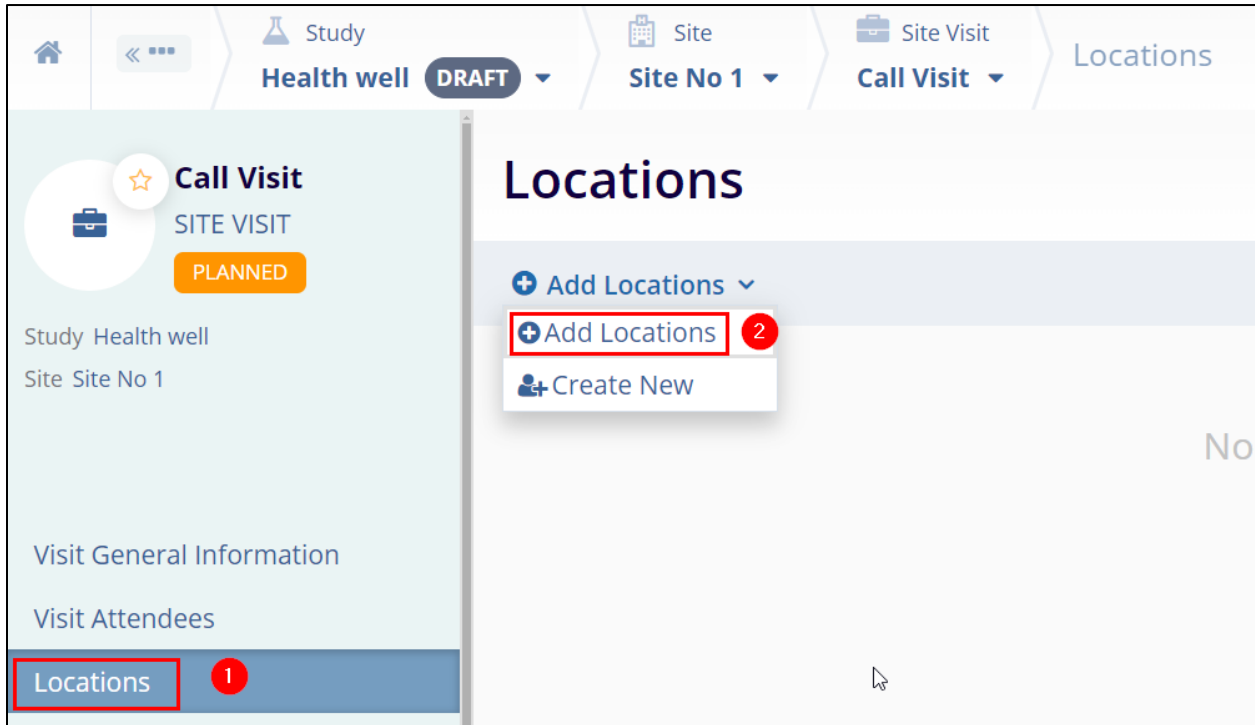 Study
Health well DRAFT
Site
Site No 1
Site Visit
Call Visit
Locations
Call Visit
SITE VISIT
PLANNED
Study Health well
Site Site No 1
Visit General Information
Visit Attendees
Locations 1
Locations
Add Locations
Add Locations 2
Create New
No